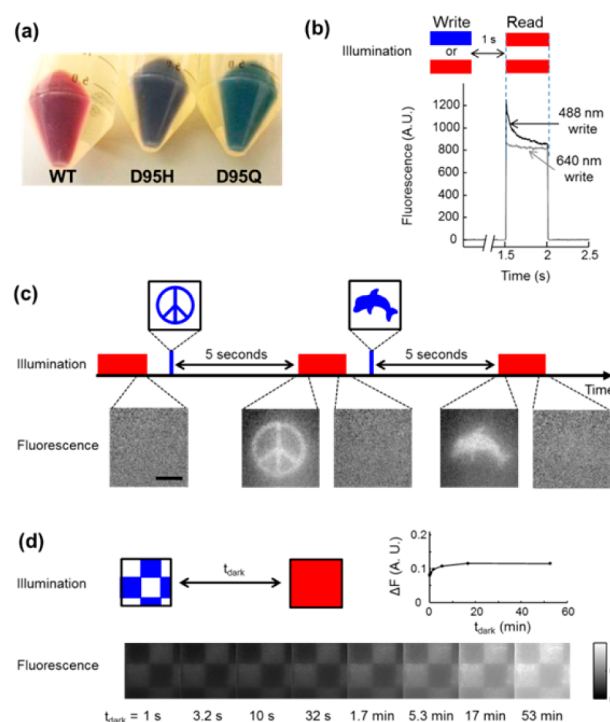 (a)
WT
D95H
D95Q
(b)
Write
Read
Illumination
or
1 s
Fluorescence (A.U.)
1200
1000
800
600
400
200
0
488 nm
write
640 nm
write
1.5
2
2.5
Time (s)
(c)
Illumination
5 seconds
5 seconds
Time
Fluorescence
(d)
Illumination
t_dark
ΔF (A. U.)
0.2
0.1
0
0
20
40
60
t_dark (min)
Fluorescence
t_dark = 1 s 3.2 s 10 s 32 s 1.7 min 5.3 min 17 min 53 min